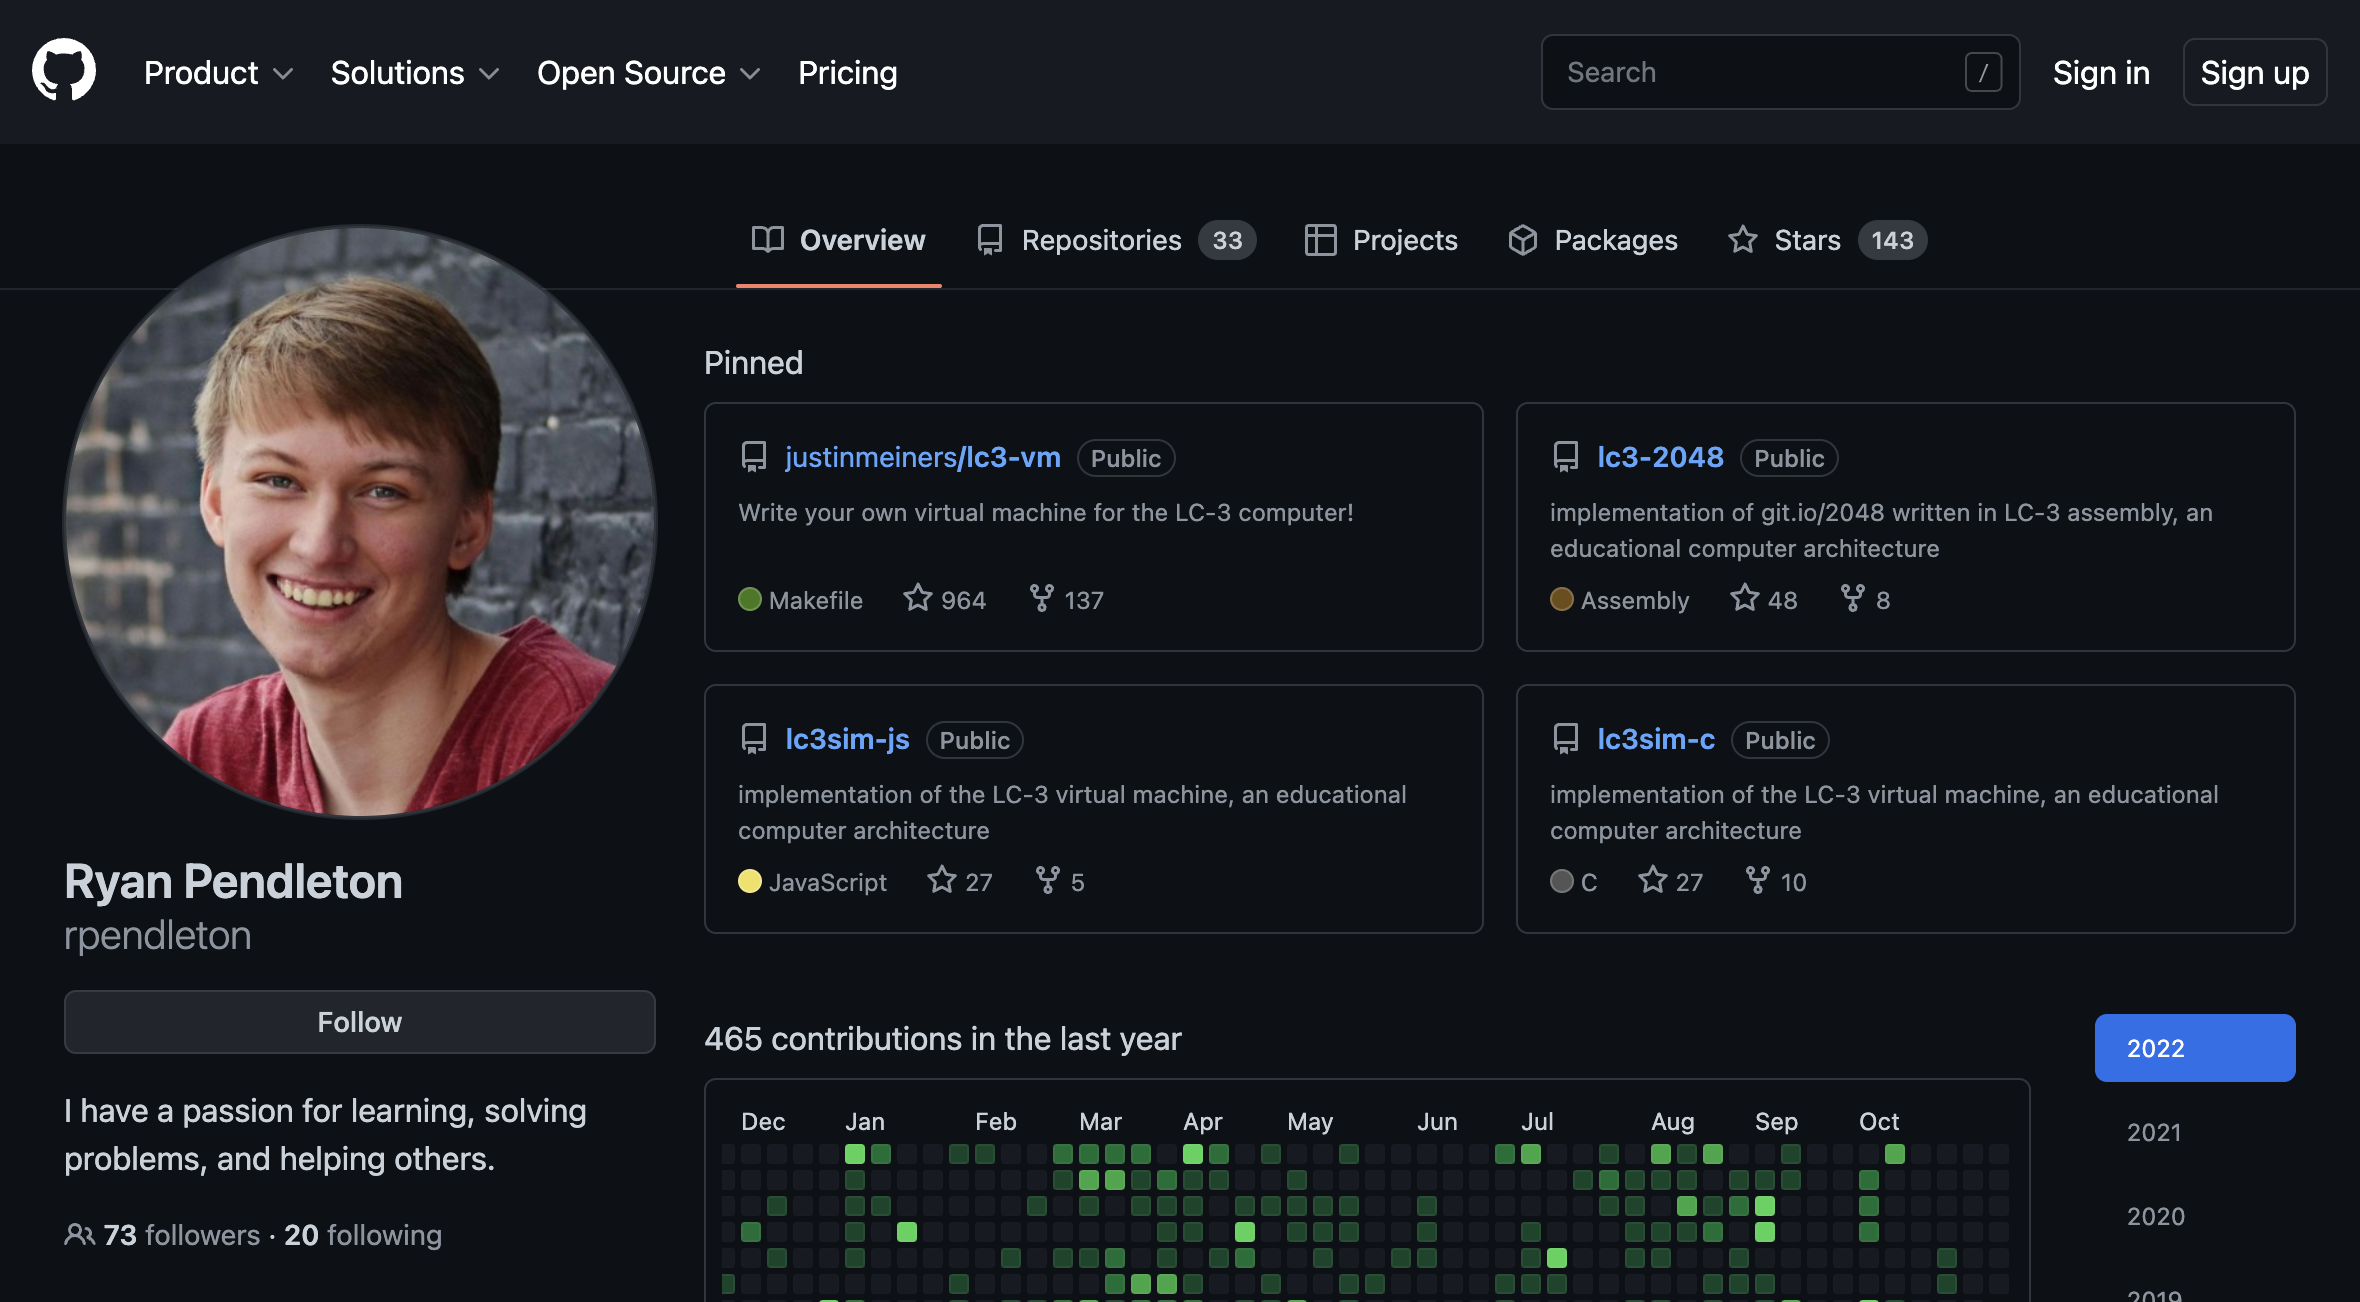 Product
Solutions
Open Source
Pricing
Search
/
Sign in
Sign up
Overview
Repositories 33
Projects
Packages
Stars 143
Ryan Pendleton
rpendleton
Follow
I have a passion for learning, solving
problems, and helping others.
73 followers · 20 following
Pinned
justinmeiners/lc3-vm Public
Write your own virtual machine for the LC-3 computer!
Makefile 964 137
lc3-2048 Public
implementation of git.io/2048 written in LC-3 assembly, an
educational computer architecture
Assembly 48 8
lc3sim-js Public
implementation of the LC-3 virtual machine, an educational
computer architecture
JavaScript 27 5
lc3sim-c Public
implementation of the LC-3 virtual machine, an educational
computer architecture
C 27 10
465 contributions in the last year
Dec Jan Feb Mar Apr May Jun Jul Aug Sep Oct
2022
2021
2020
2019